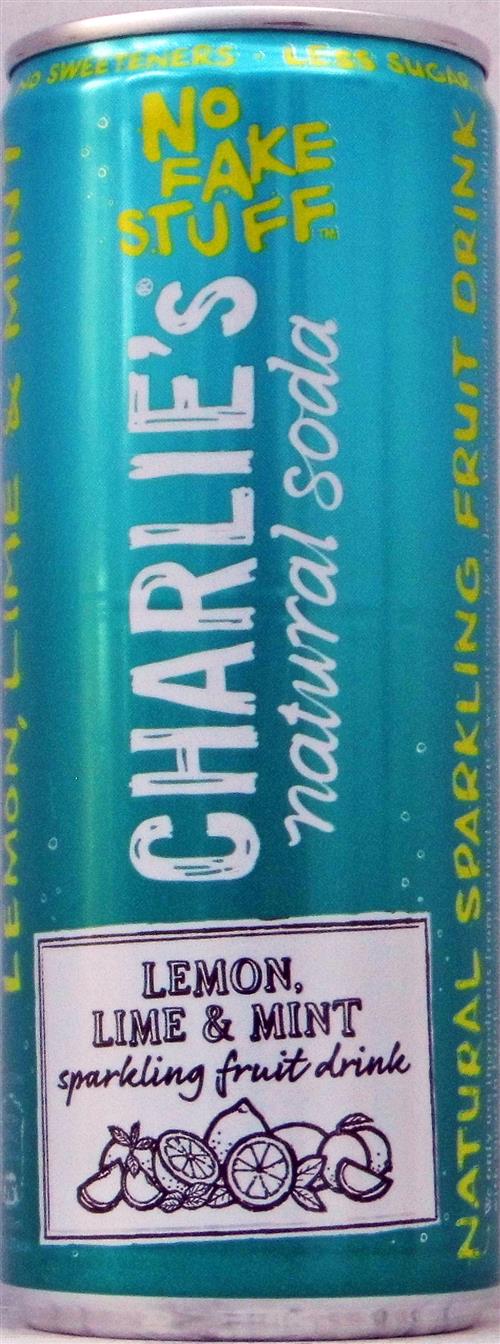 NO SWEETENERS · LESS SUGAR
NO
FAKE
STUFF™
CHARLIE'S®
natural soda
LEMON,
LIME & MINT
sparkling fruit drink
LEMON, LIME & MINT
NATURAL SPARKLING FRUIT DRINK